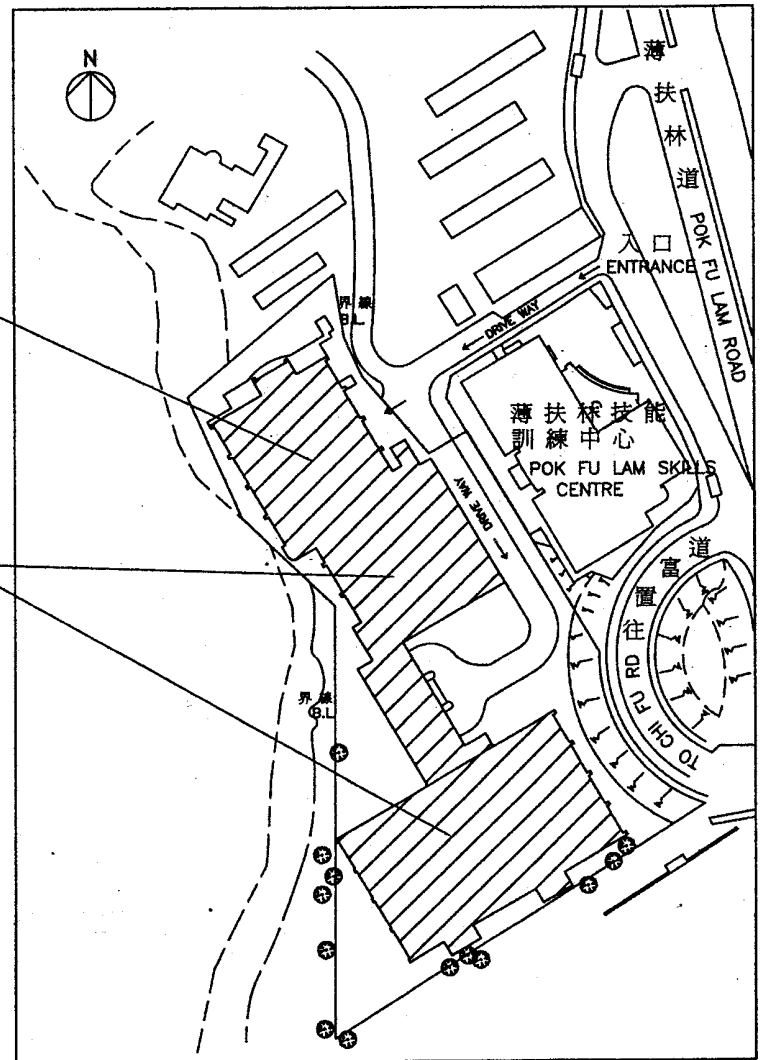 N
薄扶林道
POK FU LAM ROAD
入口
ENTRANCE
界線
B.L.
DRIVE WAY
薄扶林技能
訓練中心
POK FU LAM SKILLS
CENTRE
DRIVE WAY
往置富道
TO CHI FU RD
界線
B.L.